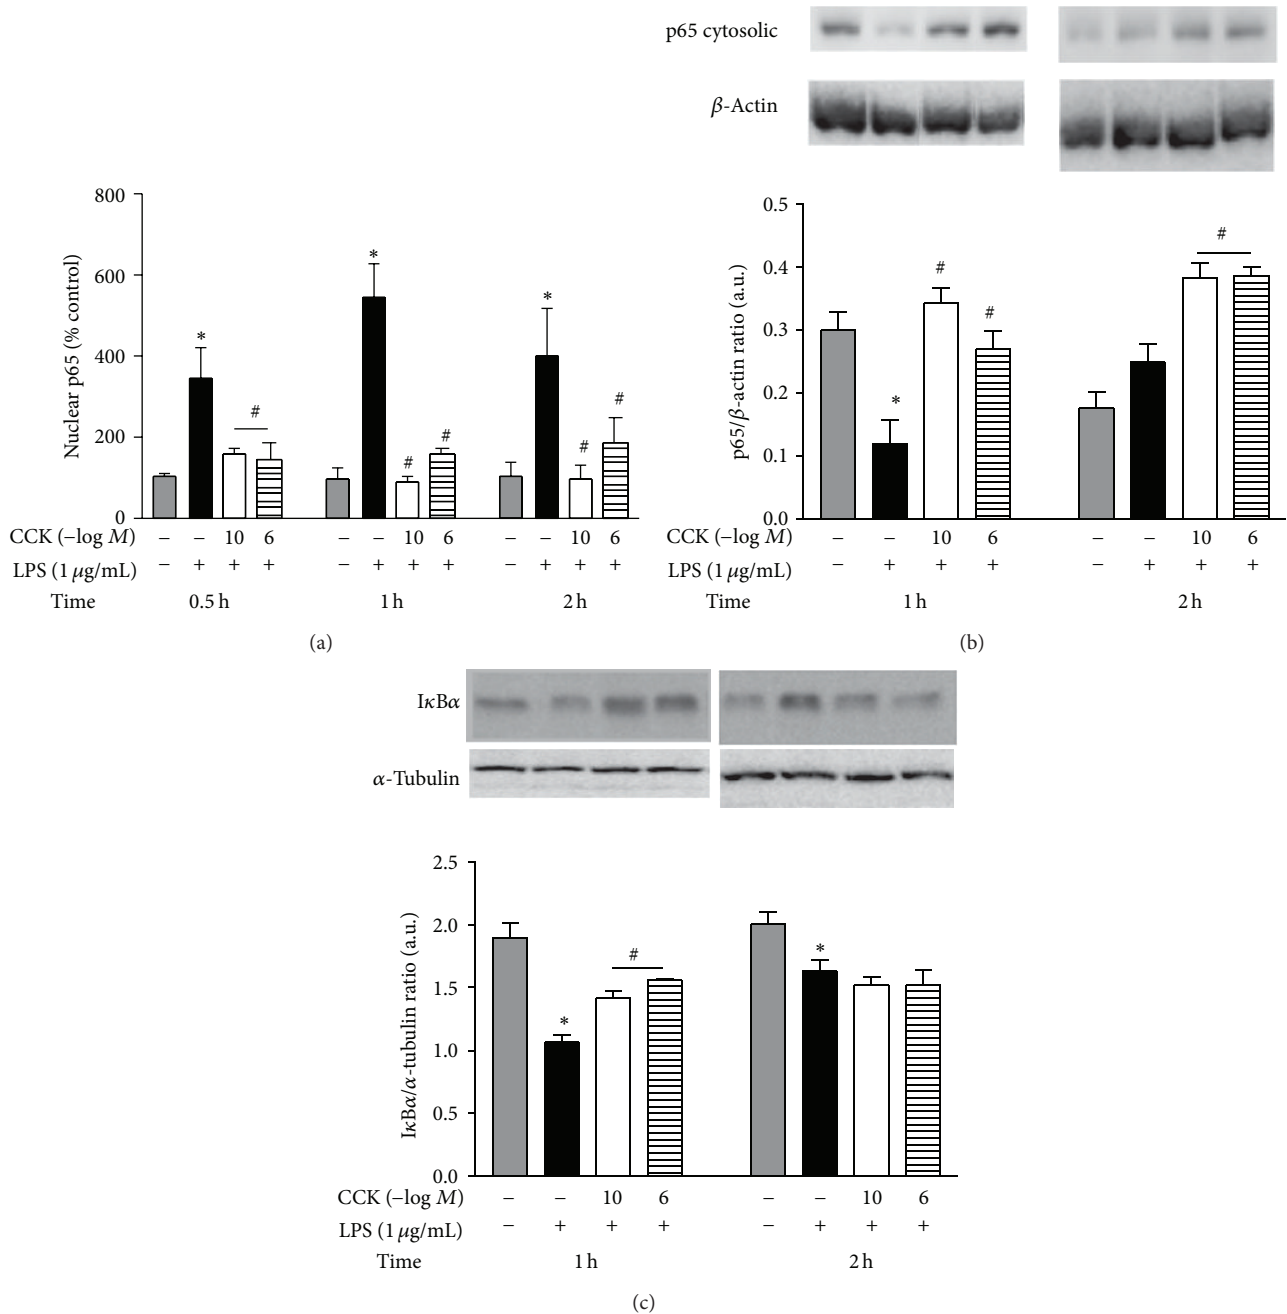 800
600
400
200
0
Nuclear p65 (% control)
*
#
*
#
#
*
#
#
CCK (−log M) − − 10 6 − − 10 6 − − 10 6
LPS (1 μg/mL) − + + + − + + + − + + +
Time 0.5 h 1 h 2 h
(a)
p65 cytosolic
β-Actin
0.5
0.4
0.3
0.2
0.1
0.0
p65/β-actin ratio (a.u.)
*
#
#
#
CCK (−log M) − − 10 6 − − 10 6
LPS (1 μg/mL) − + + + − + + +
Time 1 h 2 h
(b)
IκBα
α-Tubulin
2.5
2.0
1.5
1.0
0.5
0.0
IκBα/α-tubulin ratio (a.u.)
*
#
*
CCK (−log M) − − 10 6 − − 10 6
LPS (1 μg/mL) − + + + − + + +
Time 1 h 2 h
(c)